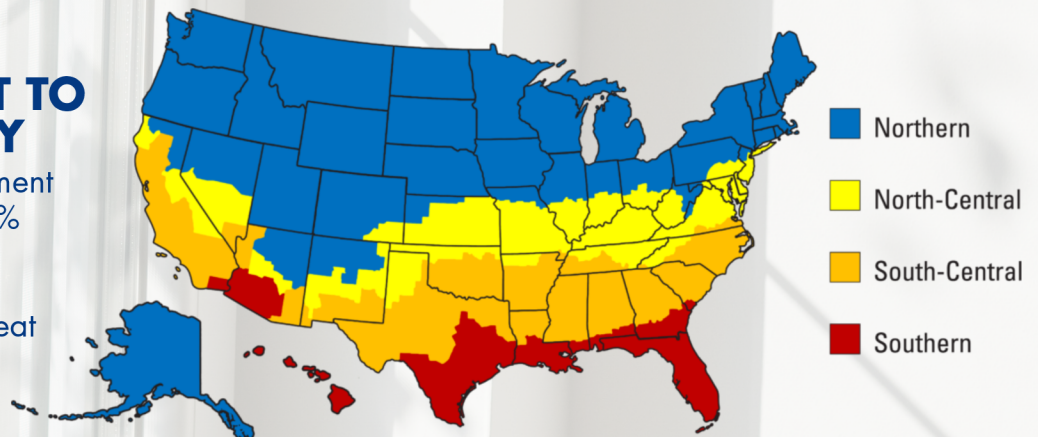 T TO
Y
ment
%
eat
Northern
North-Central
South-Central
Southern